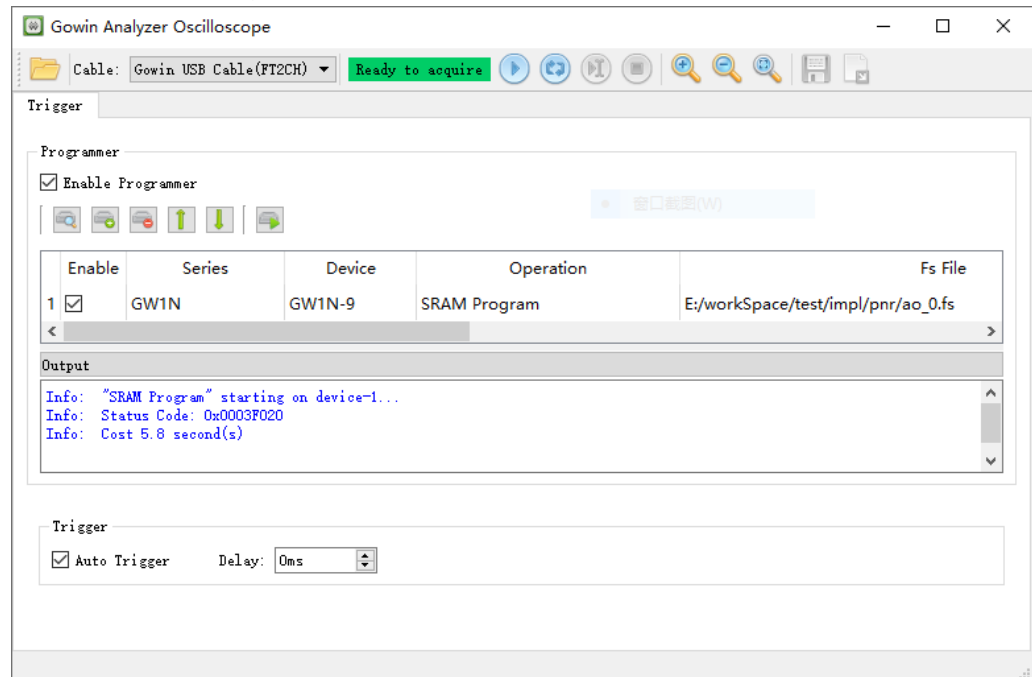 Gowin Analyzer Oscilloscope
Cable: Gowin USB Cable(FT2CH) Ready to acquire
Trigger
Programmer
Enable Programmer
窗口截图(W)
Enable Series Device Operation Fs File
1 GW1N GW1N-9 SRAM Program E:/workSpace/test/impl/pnr/ao_0.fs
Output
Info: "SRAM Program" starting on device-1...
Info: Status Code: 0x0003F020
Info: Cost 5.8 second(s)
Trigger
Auto Trigger Delay: 0ms